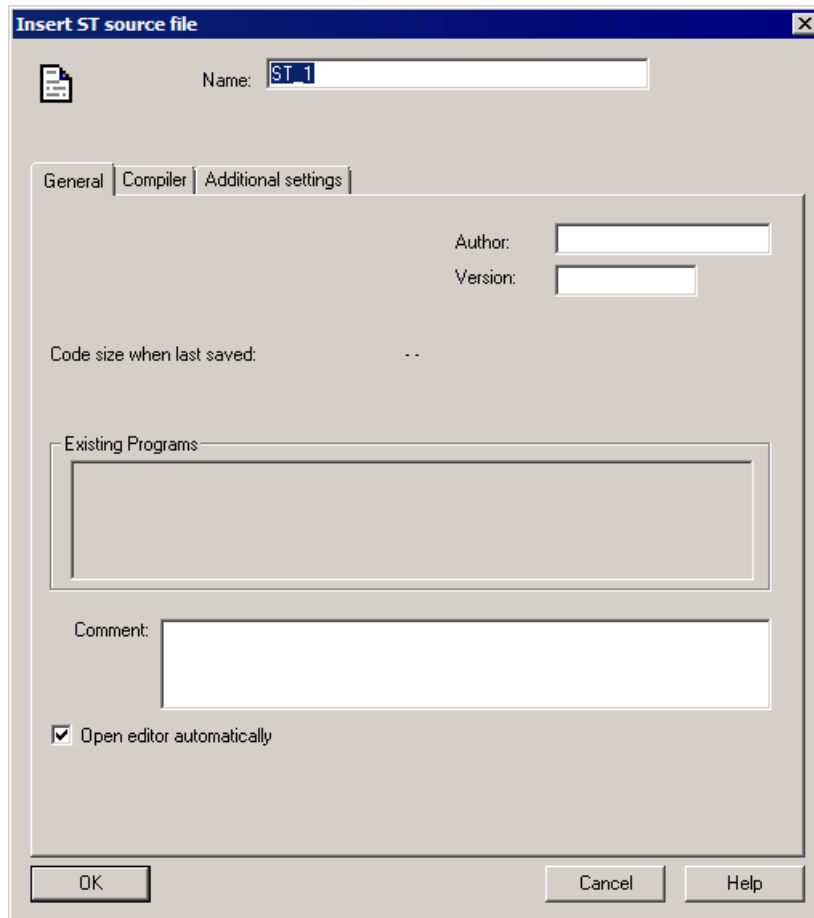 Insert ST source file
Name: ST_1
General Compiler Additional settings
Author:
Version:
Code size when last saved: - -
Existing Programs
Comment:
Open editor automatically
OK Cancel Help